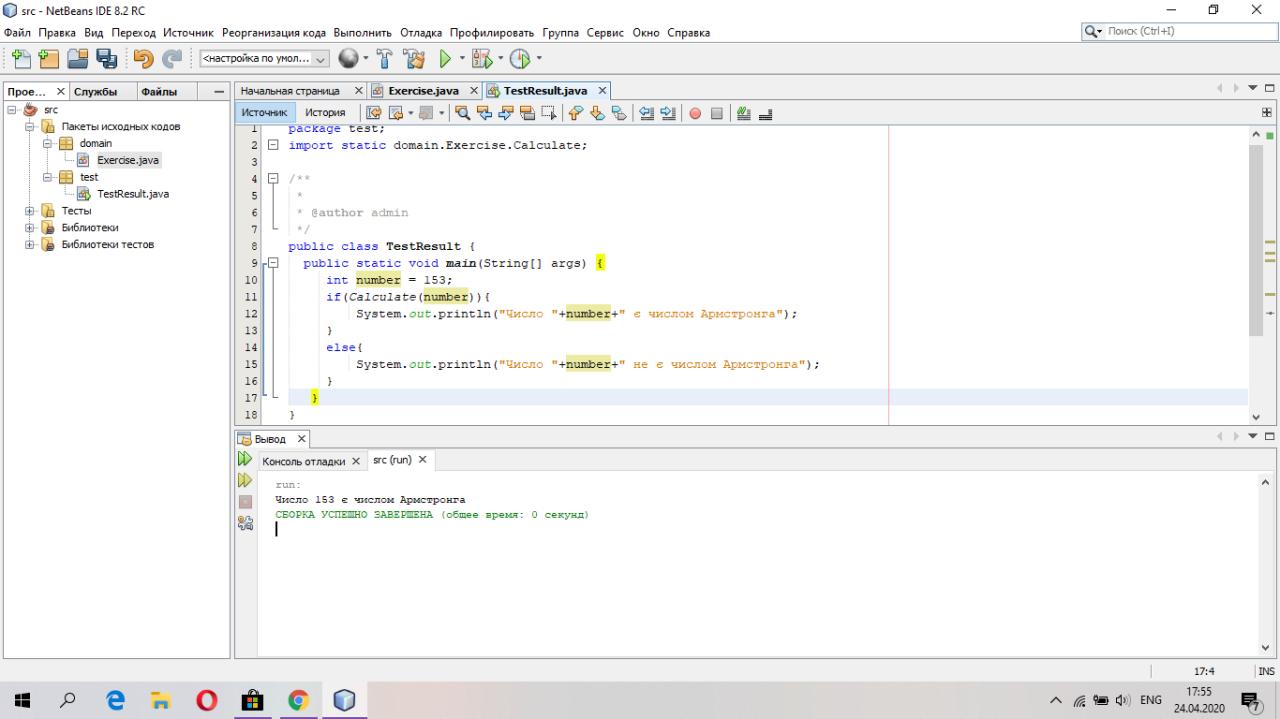 src - NetBeans IDE 8.2 RC
Файл Правка Вид Переход Источник Реорганизация кода Выполнить Отладка Профилировать Группа Сервис Окно Справка
Поиск (Ctrl+I)
<настройка по умол...
Прое... Службы Файлы
src
Пакеты исходных кодов
domain
Exercise.java
test
TestResult.java
Тесты
Библиотеки
Библиотеки тестов
Начальная страница Exercise.java TestResult.java
Источник История
1 package test;
2 import static domain.Exercise.Calculate;
3
4 /**
5 *
6 * @author admin
7 */
8 public class TestResult {
9 public static void main(String[] args) {
10 int number = 153;
11 if(Calculate(number)){
12 System.out.println("Число "+number+" є числом Армстронга");
13 }
14 else{
15 System.out.println("Число "+number+" не є числом Армстронга");
16 }
17 }
18 }
Вывод
Консоль отладки src (run)
run:
Число 153 є числом Армстронга
СБОРКА УСПЕШНО ЗАВЕРШЕНА (общее время: 0 секунд)
17:4 INS
ENG
17:55
24.04.2020
7